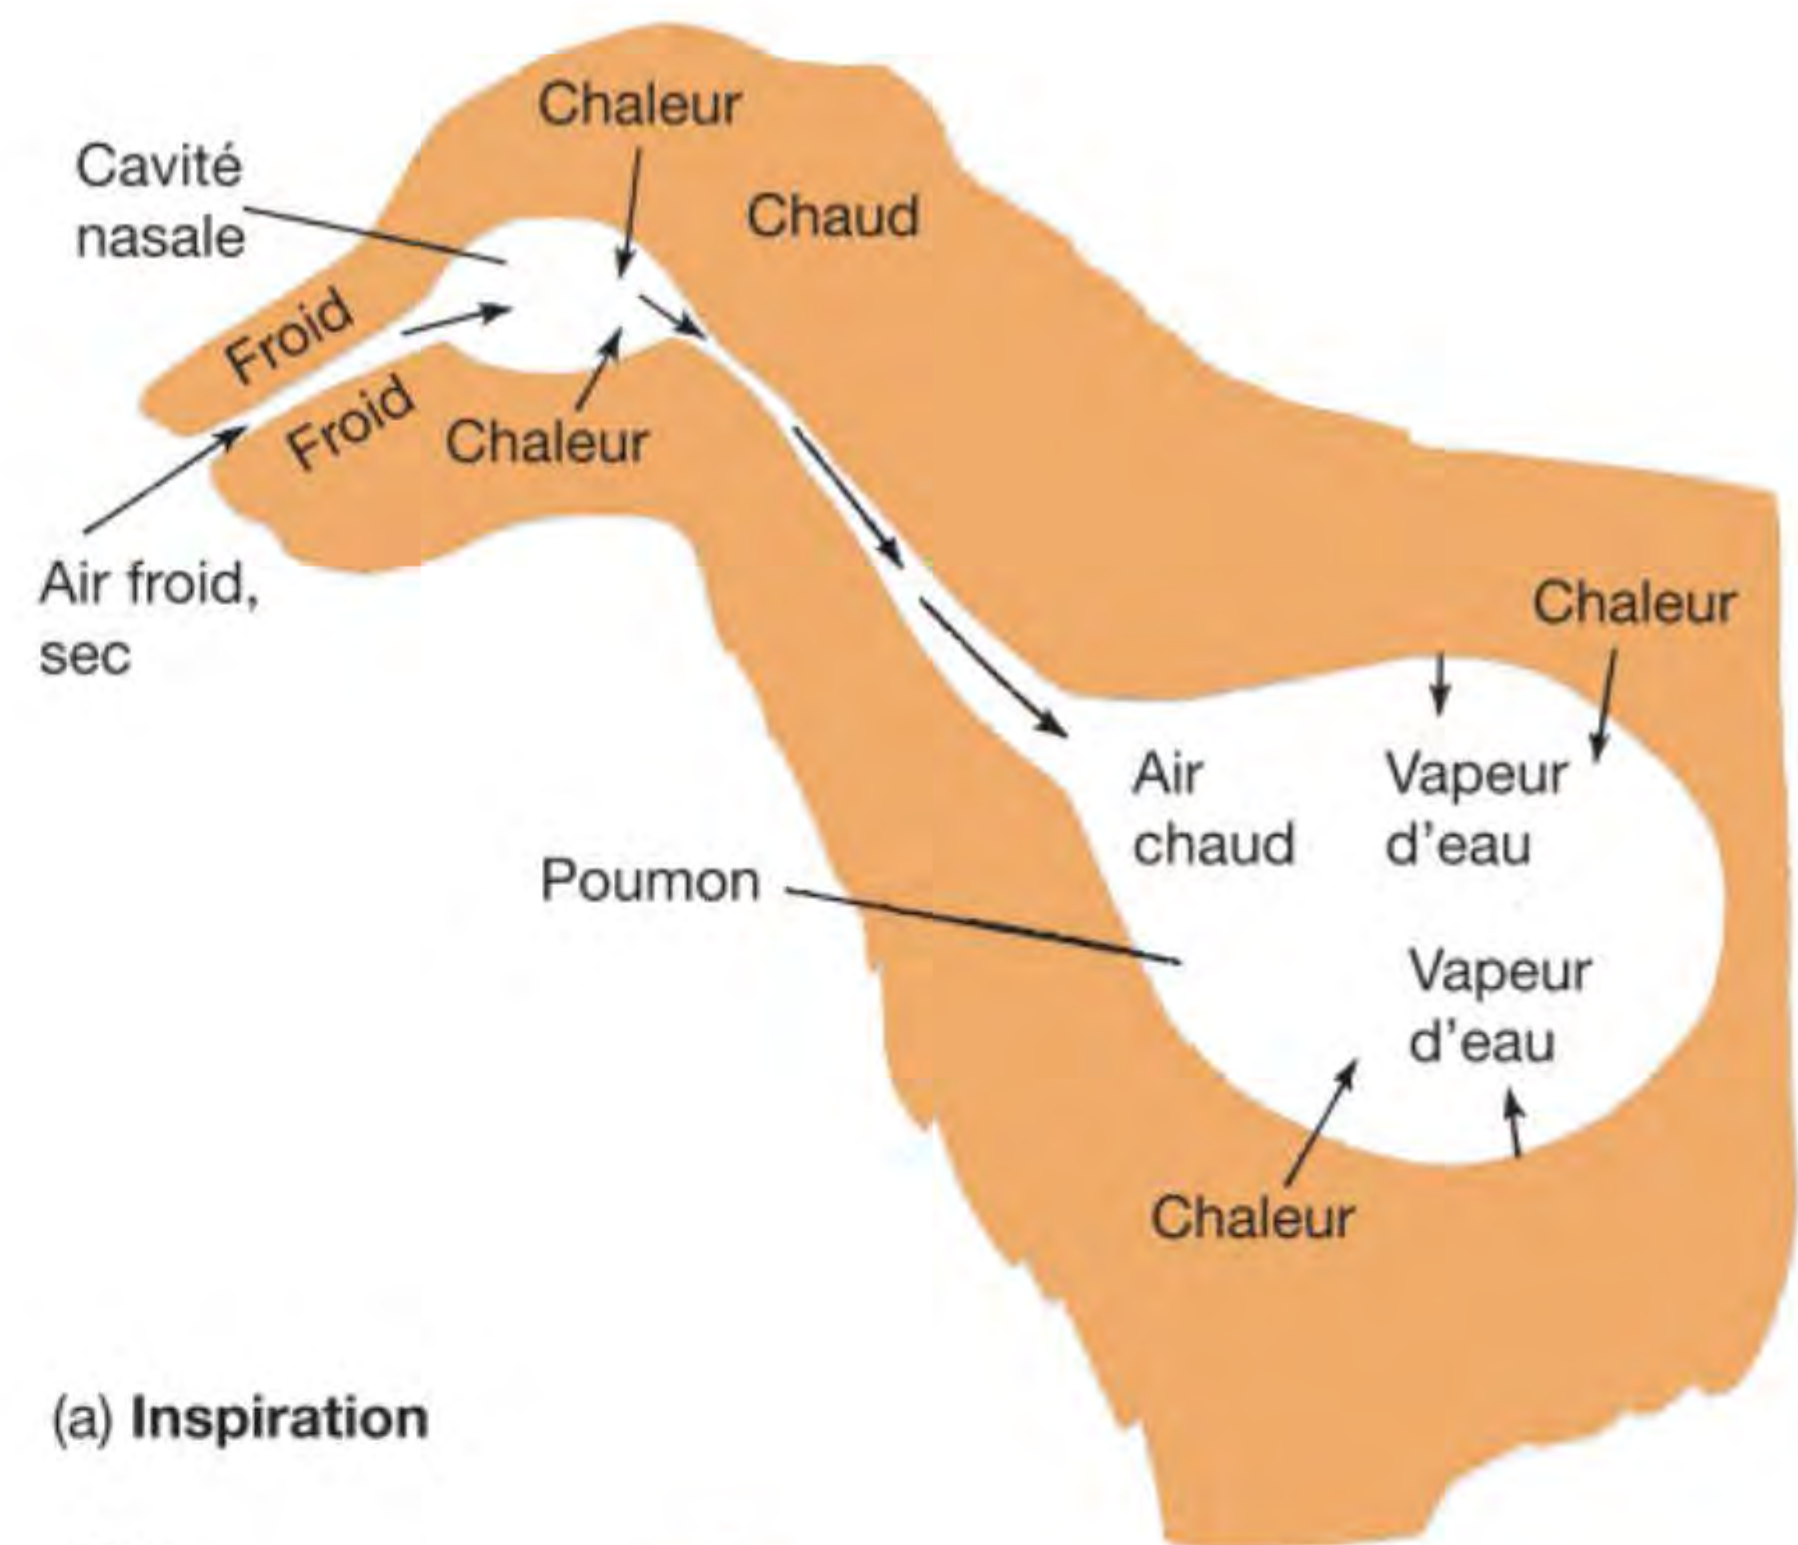 Chaleur
Cavité
nasale
Chaud
Froid
Froid
Chaleur
Air froid,
sec
Chaleur
Air
chaud
Vapeur
d'eau
Poumon
Vapeur
d'eau
Chaleur
(a) Inspiration